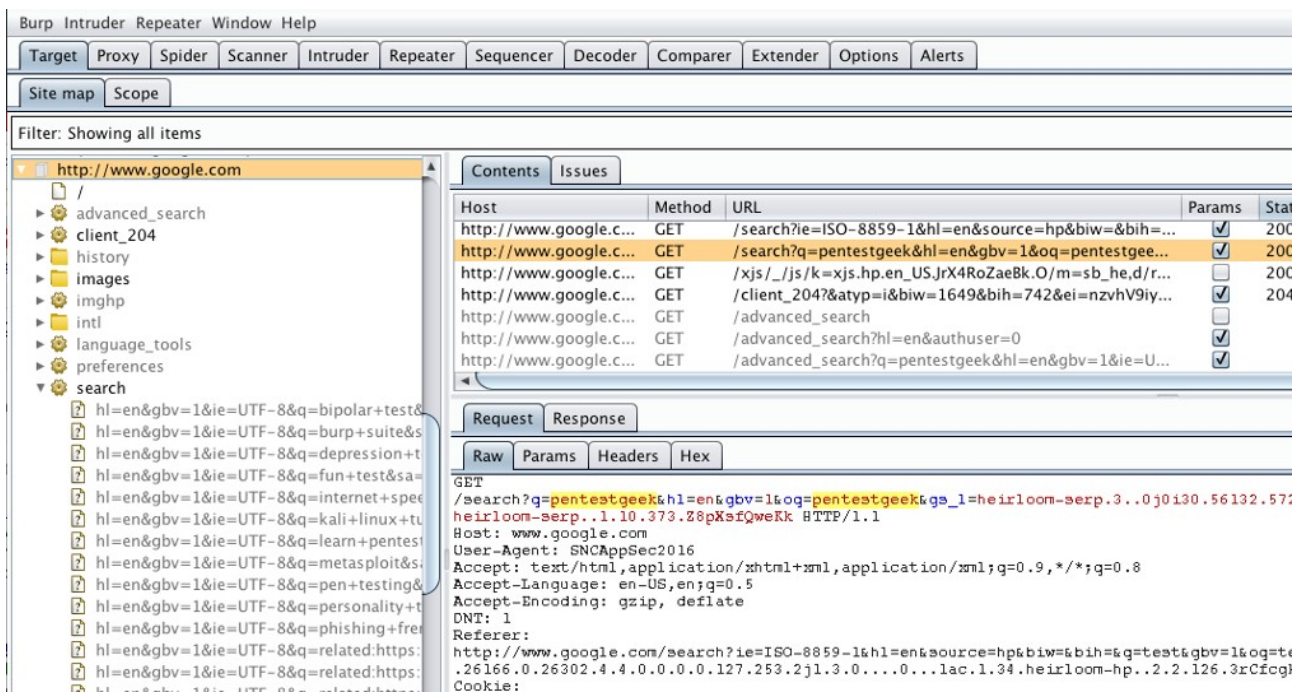 Burp Intruder Repeater Window Help
Target Proxy Spider Scanner Intruder Repeater Sequencer Decoder Comparer Extender Options Alerts
Site map Scope
Filter: Showing all items
http://www.google.com
/
advanced_search
client_204
history
images
imghp
intl
language_tools
preferences
search
hl=en&gbv=1&ie=UTF-8&q=bipolar+test&
hl=en&gbv=1&ie=UTF-8&q=burp+suite&s
hl=en&gbv=1&ie=UTF-8&q=depression+t
hl=en&gbv=1&ie=UTF-8&q=fun+test&sa=
hl=en&gbv=1&ie=UTF-8&q=internet+spee
hl=en&gbv=1&ie=UTF-8&q=kali+linux+tu
hl=en&gbv=1&ie=UTF-8&q=learn+pentest
hl=en&gbv=1&ie=UTF-8&q=metasploit&sa
hl=en&gbv=1&ie=UTF-8&q=pen+testing&
hl=en&gbv=1&ie=UTF-8&q=personality+t
hl=en&gbv=1&ie=UTF-8&q=phishing+fre
hl=en&gbv=1&ie=UTF-8&q=related:https:
hl=en&gbv=1&ie=UTF-8&q=related:https:
Contents Issues
Host Method URL Params Stat
http://www.google.c... GET /search?ie=ISO-8859-1&hl=en&source=hp&biw=&bih=... 200
http://www.google.c... GET /search?q=pentestgeek&hl=en&gbv=1&oq=pentestgee... 200
http://www.google.c... GET /xjs/_/js/k=xjs.hp.en_US.JrX4RoZaeBk.O/m=sb_he,d/r... 200
http://www.google.c... GET /client_204?&atyp=i&biw=1649&bih=742&ei=nzvhV9iy... 204
http://www.google.c... GET /advanced_search
http://www.google.c... GET /advanced_search?hl=en&authuser=0
http://www.google.c... GET /advanced_search?q=pentestgeek&hl=en&gbv=1&ie=U...
Request Response
Raw Params Headers Hex
GET
/search?q=pentestgeek&hl=en&gbv=1&oq=pentestgeek&gs_l=heirloom-serp.3..0j0i30.56132.572
heirloom-serp..1.10.373.Z8pXsfQweKk HTTP/1.1
Host: www.google.com
User-Agent: SNCAppSec2016
Accept: text/html,application/xhtml+xml,application/xml;q=0.9,*/*;q=0.8
Accept-Language: en-US,en;q=0.5
Accept-Encoding: gzip, deflate
DNT: 1
Referer:
http://www.google.com/search?ie=ISO-8859-1&hl=en&source=hp&biw=&bih=&q=test&gbv=1&oq=te
.26166.0.26302.4.4.0.0.0.0.127.253.2j1.3.0....0...1ac.1.34.heirloom-hp..2.2.126.3rCfcgk
Cookie: